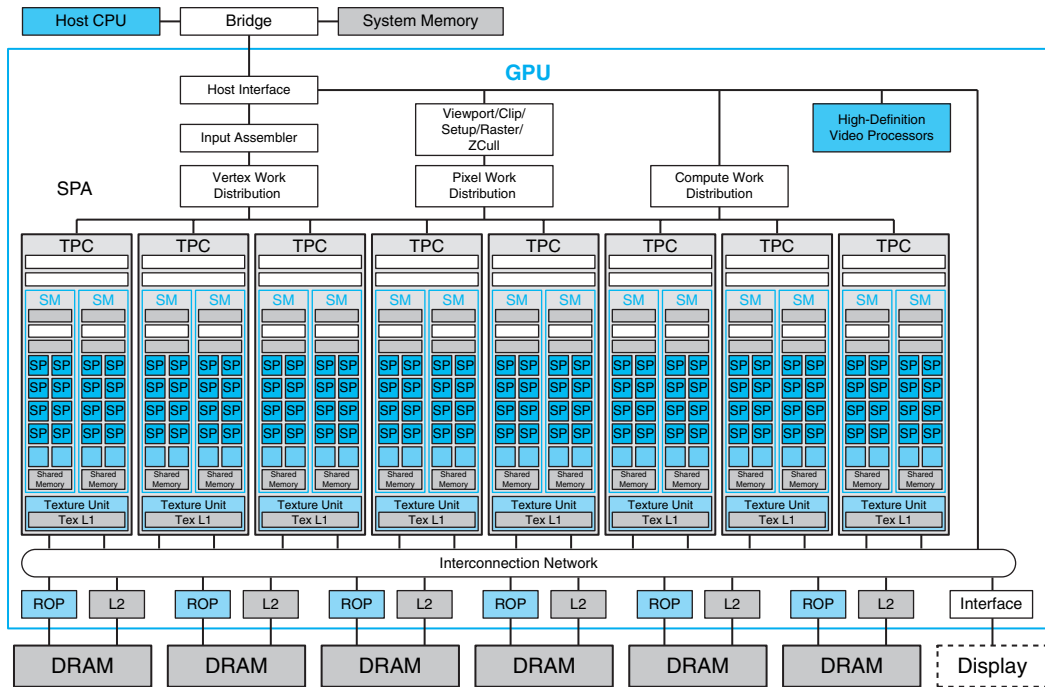 Host CPU
Bridge
System Memory
GPU
Host Interface
Viewport/Clip/
Setup/Raster/
ZCull
High-Definition
Video Processors
Input Assembler
SPA
Vertex Work
Distribution
Pixel Work
Distribution
Compute Work
Distribution
TPC TPC TPC TPC TPC TPC TPC TPC
SM SM SM SM SM SM SM SM SM SM SM SM SM SM SM SM
SP SP SP SP SP SP SP SP SP SP SP SP SP SP SP SP SP SP SP SP SP SP SP SP SP SP SP SP SP SP SP SP
SP SP SP SP SP SP SP SP SP SP SP SP SP SP SP SP SP SP SP SP SP SP SP SP SP SP SP SP SP SP SP SP
SP SP SP SP SP SP SP SP SP SP SP SP SP SP SP SP SP SP SP SP SP SP SP SP SP SP SP SP SP SP SP SP
SP SP SP SP SP SP SP SP SP SP SP SP SP SP SP SP SP SP SP SP SP SP SP SP SP SP SP SP SP SP SP SP
Shared Shared Shared Shared Shared Shared Shared Shared Shared Shared Shared Shared Shared Shared Shared Shared
Memory Memory Memory Memory Memory Memory Memory Memory Memory Memory Memory Memory Memory Memory Memory Memory
Texture Unit Texture Unit Texture Unit Texture Unit Texture Unit Texture Unit Texture Unit Texture Unit
Tex L1 Tex L1 Tex L1 Tex L1 Tex L1 Tex L1 Tex L1 Tex L1
Interconnection Network
ROP L2 ROP L2 ROP L2 ROP L2 ROP L2 ROP L2 Interface
DRAM DRAM DRAM DRAM DRAM DRAM Display